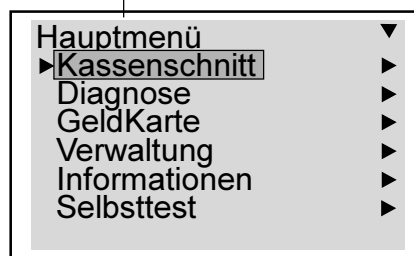 Hauptmenü
Kassenschnitt
Diagnose
GeldKarte
Verwaltung
Informationen
Selbsttest